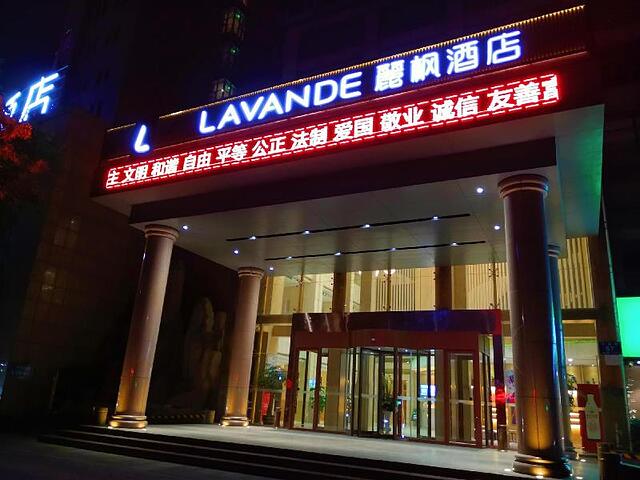 L LAVANDE 麗枫酒店
主 文明 和谐 自由 平等 公正 法制 爱国 敬业 诚信 友善 富
店